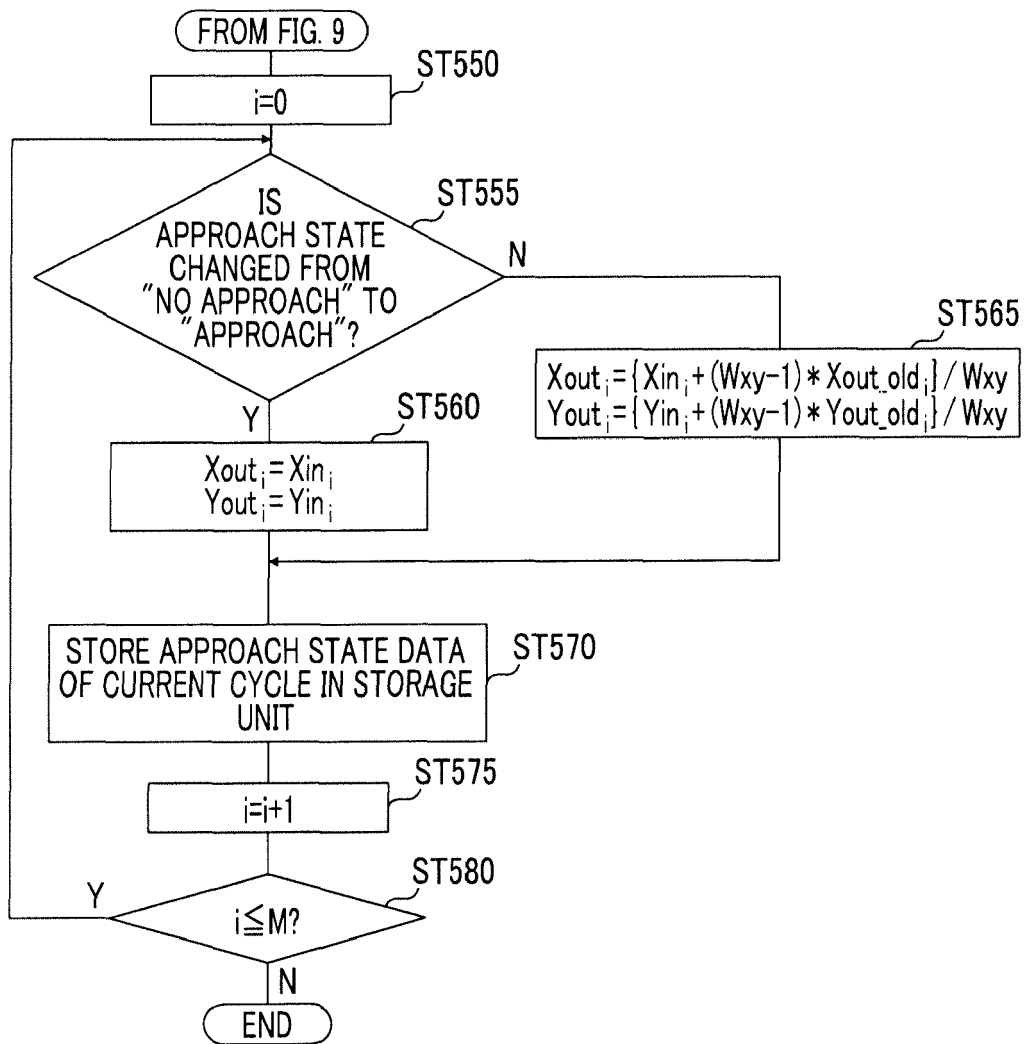 FROM FIG. 9
ST550
i=0
ST555
IS
APPROACH STATE
CHANGED FROM
"NO APPROACH" TO
"APPROACH"?
N
Y
ST565
Xout_i={Xin_i+(Wxy-1)*Xout_old_i}/Wxy
Yout_i={Yin_i+(Wxy-1)*Yout_old_i}/Wxy
ST560
Xout_i=Xin_i
Yout_i=Yin_i
STORE APPROACH STATE DATA
OF CURRENT CYCLE IN STORAGE
UNIT
ST570
ST575
i=i+1
ST580
Y
i≦M?
N
END